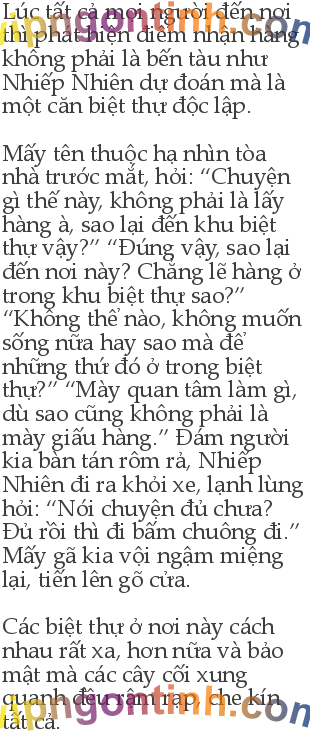 Lúc tất cả mọi người đến nơi
thì phát hiện điểm nhận hàng
không phải là bến tàu như
Nhiếp Nhiên dự đoán mà là
một căn biệt thự độc lập.
Mấy tên thuộc hạ nhìn tòa
nhà trước mắt, hỏi: “Chuyện
gì thế này, không phải là lấy
hàng à, sao lại đến khu biệt
thự vậy?” “Đúng vậy, sao lại
đến nơi này? Chẳng lẽ hàng ở
trong khu biệt thự sao?”
“Không thể nào, không muốn
sống nữa hay sao mà để
những thứ đó ở trong biệt
thự?” “Mày quan tâm làm gì,
dù sao cũng không phải là
mày giấu hàng.” Đám người
kia bàn tán rôm rả, Nhiếp
Nhiên đi ra khỏi xe, lạnh lùng
hỏi: “Nói chuyện đủ chưa?
Đủ rồi thì đi bấm chuông đi.”
Mấy gã kia vội ngậm miệng
lại, tiến lên gõ cửa.
Các biệt thự ở nơi này cách
nhau rất xa, hơn nữa và bảo
mật mà các cây cối xung
quanh đều rậm rạp, che kín
tất cả.